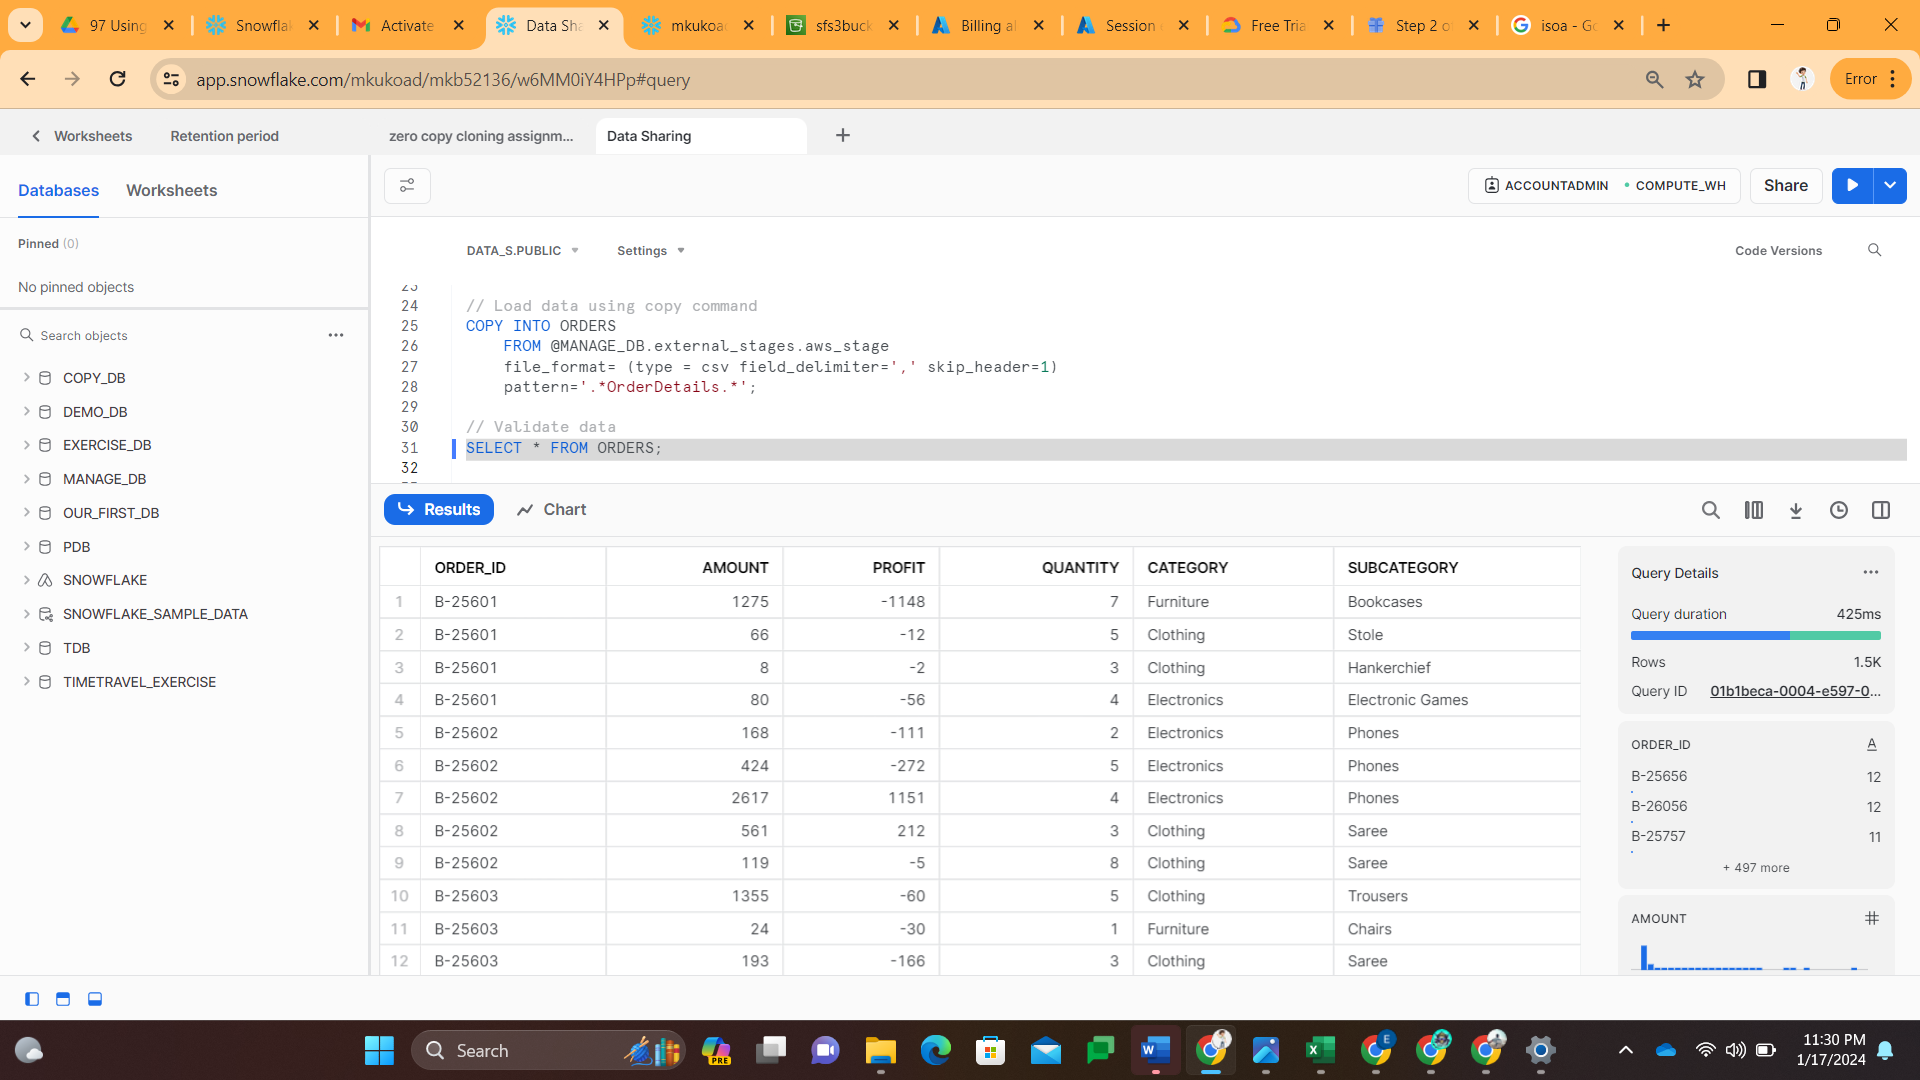 97 Using
Snowfla
Activate
Data Sha
mkukoa
sfs3buck
Billing al
Session
Free Tria
Step 2 o
isoa - Go
app.snowflake.com/mkukoad/mkb52136/w6MM0iY4HPp#query
Error
Worksheets
Retention period
zero copy cloning assignm...
Data Sharing
Databases
Worksheets
ACCOUNTADMIN
COMPUTE_WH
Share
Pinned (0)
No pinned objects
Search objects
COPY_DB
DEMO_DB
EXERCISE_DB
MANAGE_DB
OUR_FIRST_DB
PDB
SNOWFLAKE
SNOWFLAKE_SAMPLE_DATA
TDB
TIMETRAVEL_EXERCISE
DATA_S.PUBLIC
Settings
Code Versions
23
24 // Load data using copy command
25 COPY INTO ORDERS
26 FROM @MANAGE_DB.external_stages.aws_stage
27 file_format= (type = csv field_delimiter=',' skip_header=1)
28 pattern='.*OrderDetails.*';
29
30 // Validate data
31 SELECT * FROM ORDERS;
32
Results
Chart
ORDER_ID AMOUNT PROFIT QUANTITY CATEGORY SUBCATEGORY
1 B-25601 1275 -1148 7 Furniture Bookcases
2 B-25601 66 -12 5 Clothing Stole
3 B-25601 8 -2 3 Clothing Hankerchief
4 B-25601 80 -56 4 Electronics Electronic Games
5 B-25602 168 -111 2 Electronics Phones
6 B-25602 424 -272 5 Electronics Phones
7 B-25602 2617 1151 4 Electronics Phones
8 B-25602 561 212 3 Clothing Saree
9 B-25602 119 -5 8 Clothing Saree
10 B-25603 1355 -60 5 Clothing Trousers
11 B-25603 24 -30 1 Furniture Chairs
12 B-25603 193 -166 3 Clothing Saree
Query Details
Query duration 425ms
Rows 1.5K
Query ID 01b1beca-0004-e597-0...
ORDER_ID A
B-25656 12
B-26056 12
B-25757 11
+ 497 more
AMOUNT #
Search
PRE
W
X
E
11:30 PM
1/17/2024